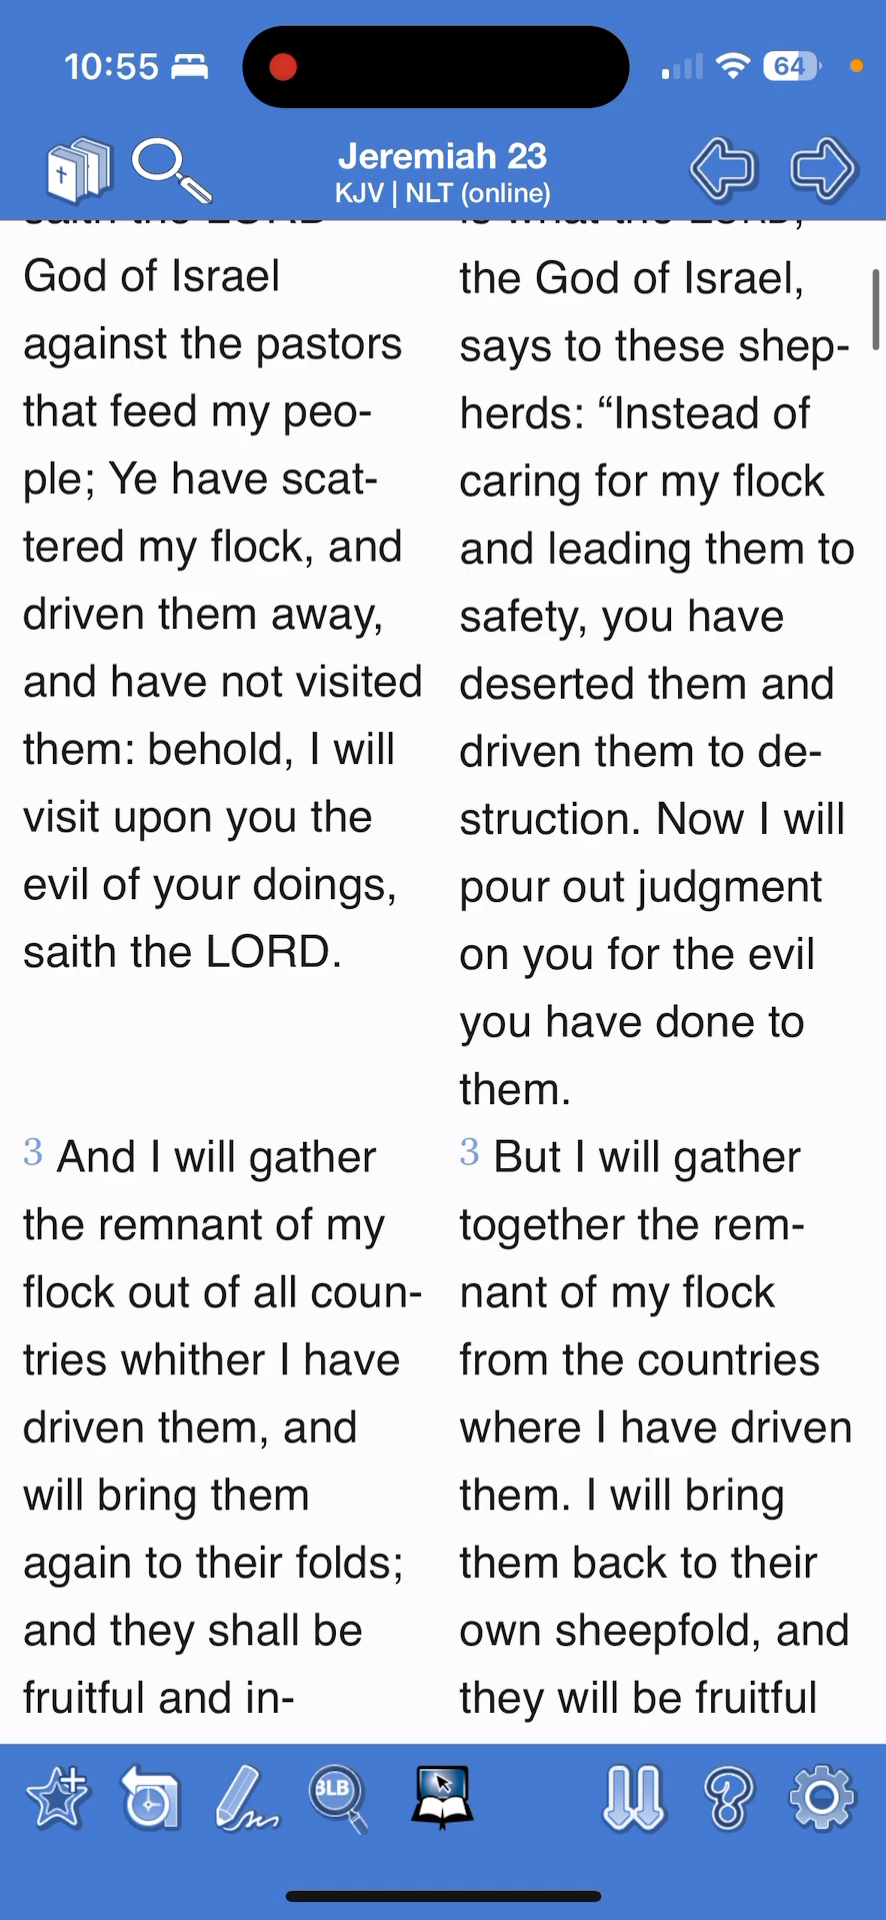 10:55
64
Jeremiah 23
KJV | NLT (online)
God of Israel
against the pastors
that feed my peo-
ple; Ye have scat-
tered my flock, and
driven them away,
and have not visited
them: behold, I will
visit upon you the
evil of your doings,
saith the LORD.
3 And I will gather
the remnant of my
flock out of all coun-
tries whither I have
driven them, and
will bring them
again to their folds;
and they shall be
fruitful and in-
the God of Israel,
says to these shep-
herds: “Instead of
caring for my flock
and leading them to
safety, you have
deserted them and
driven them to de-
struction. Now I will
pour out judgment
on you for the evil
you have done to
them.
3 But I will gather
together the rem-
nant of my flock
from the countries
where I have driven
them. I will bring
them back to their
own sheepfold, and
they will be fruitful
BLB